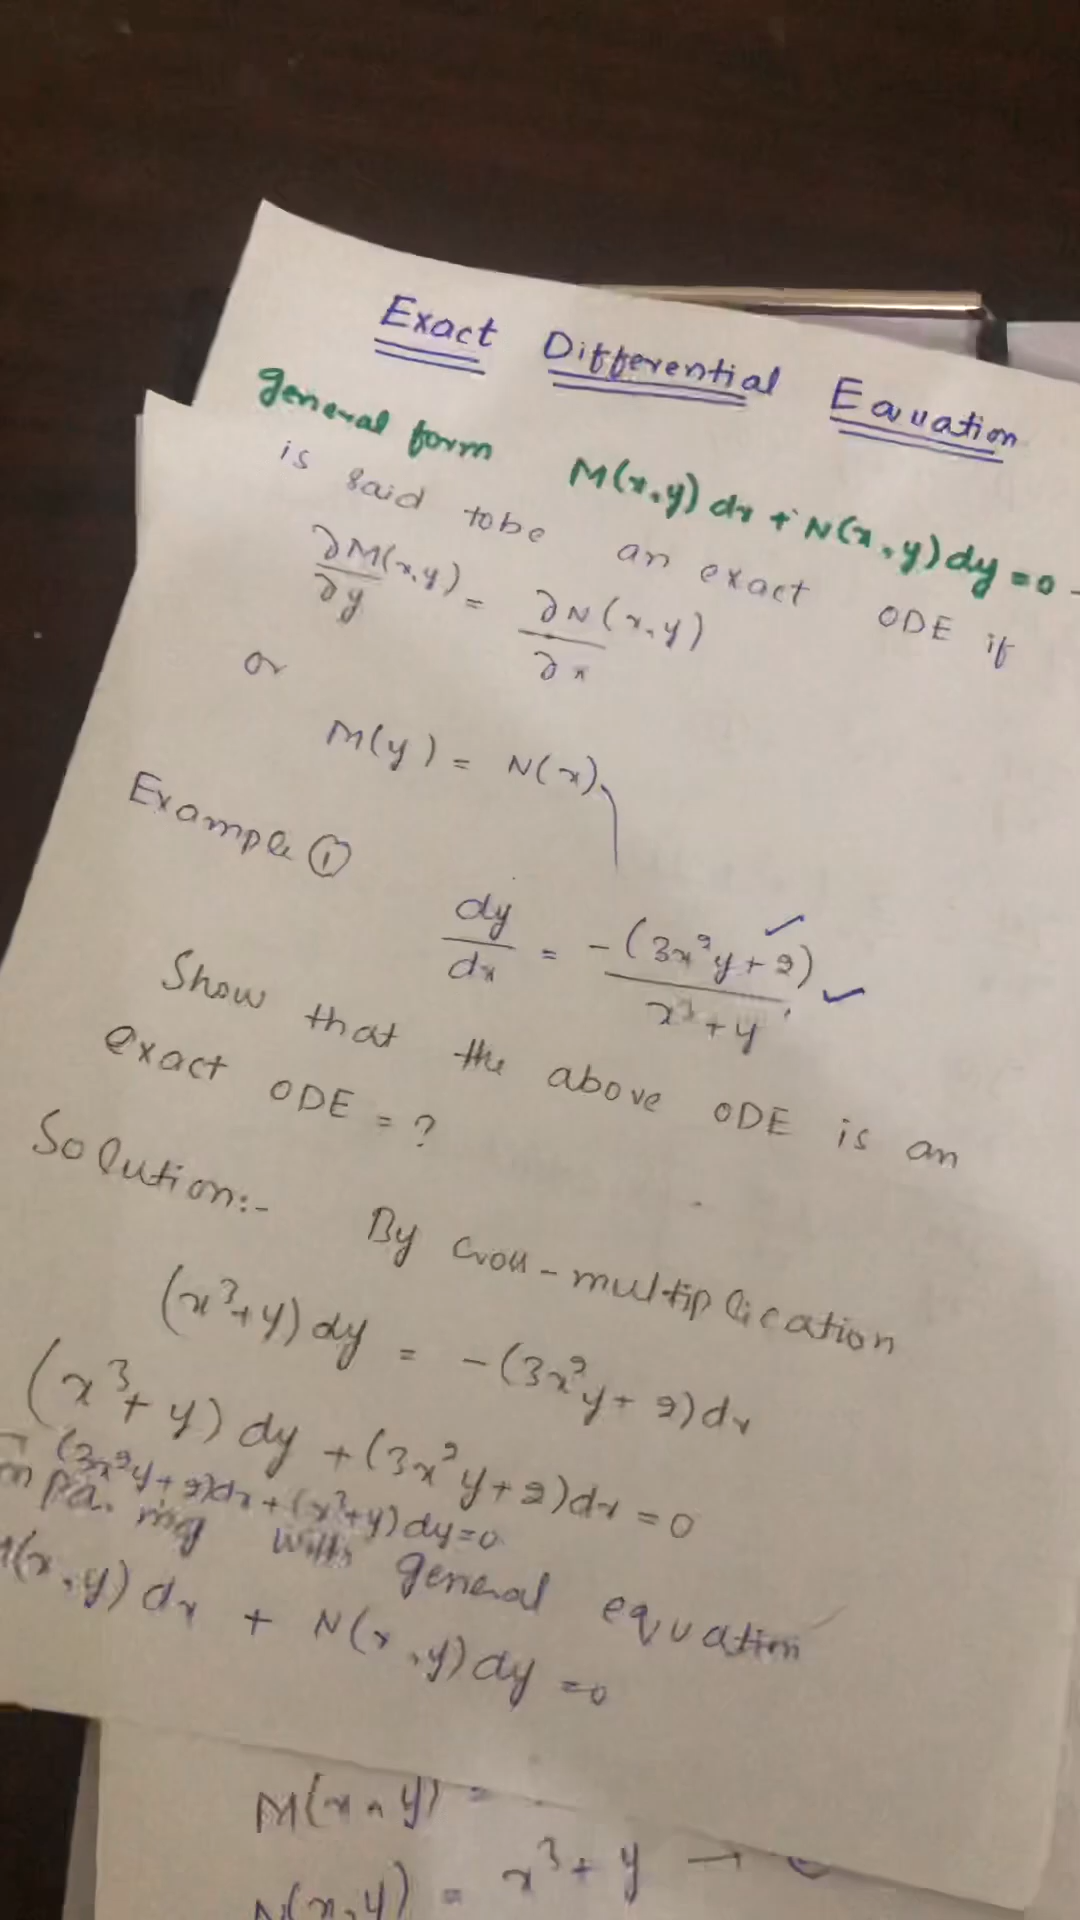 Exact Differential Equation
general form M(x,y) dx + N(x,y) dy = 0
is said tobe an exact ODE if
∂M(x,y)/∂y = ∂N(x,y)/∂x
or
M(y) = N(x)
Example ①
dy/dx = -(3x²y+2)/x³+y
Show that the above ODE is an
exact ODE = ?
Solution:- By cross-multiplication
(x³+y) dy = -(3x²y+2) dx
(x³+y) dy + (3x²y+2) dx = 0
(3x²y+2)dx + (x³+y) dy=0
paring with general equation
(x,y) dx + N(x,y) dy = 0
M(x,y) =
N(x,y) = x³+y →